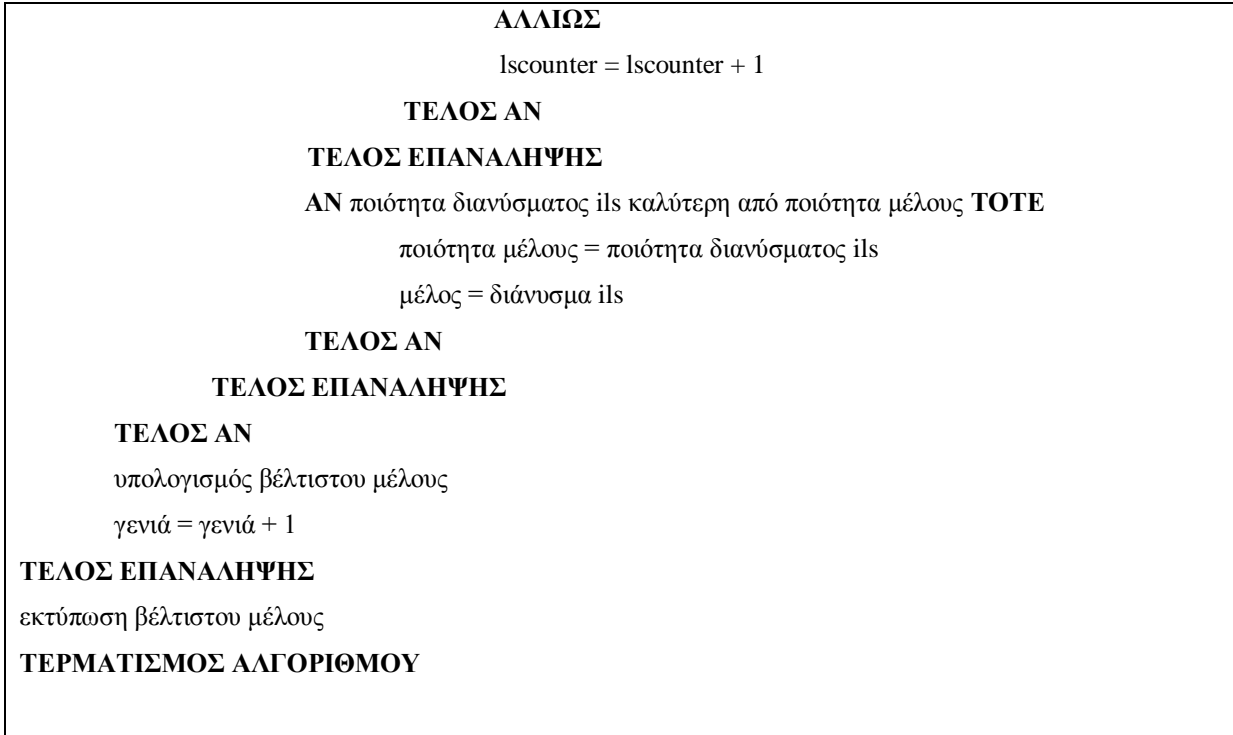 ΑΛΛΙΩΣ
lscounter = lscounter + 1
ΤΕΛΟΣ ΑΝ
ΤΕΛΟΣ ΕΠΑΝΑΛΗΨΗΣ
ΑΝ ποιότητα διανύσματος ils καλύτερη από ποιότητα μέλους ΤΟΤΕ
ποιότητα μέλους = ποιότητα διανύσματος ils
μέλος = διάνυσμα ils
ΤΕΛΟΣ ΑΝ
ΤΕΛΟΣ ΕΠΑΝΑΛΗΨΗΣ
ΤΕΛΟΣ ΑΝ
υπολογισμός βέλτιστου μέλους
γενιά = γενιά + 1
ΤΕΛΟΣ ΕΠΑΝΑΛΗΨΗΣ
εκτύπωση βέλτιστου μέλους
ΤΕΡΜΑΤΙΣΜΟΣ ΑΛΓΟΡΙΘΜΟΥ